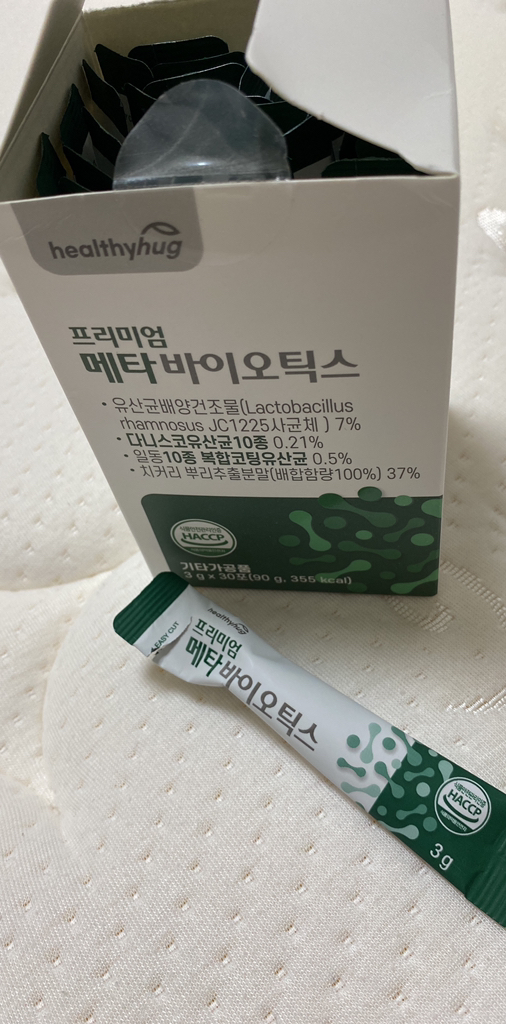 healthyhug
프리미엄
메타바이오틱스
• 유산균배양건조물(Lactobacillus
rhamnosus JC1225사균체 ) 7%
• 다니스코유산균10종 0.21%
• 일동10종 복합코팅유산균 0.5%
• 치커리 뿌리추출분말(배합함량100%) 37%
HACCP
기타가공품
3 g x 30포(90 g, 355 kcal)
EASY CUT
healthyhug
프리미엄
메타바이오틱스
HACCP
3g